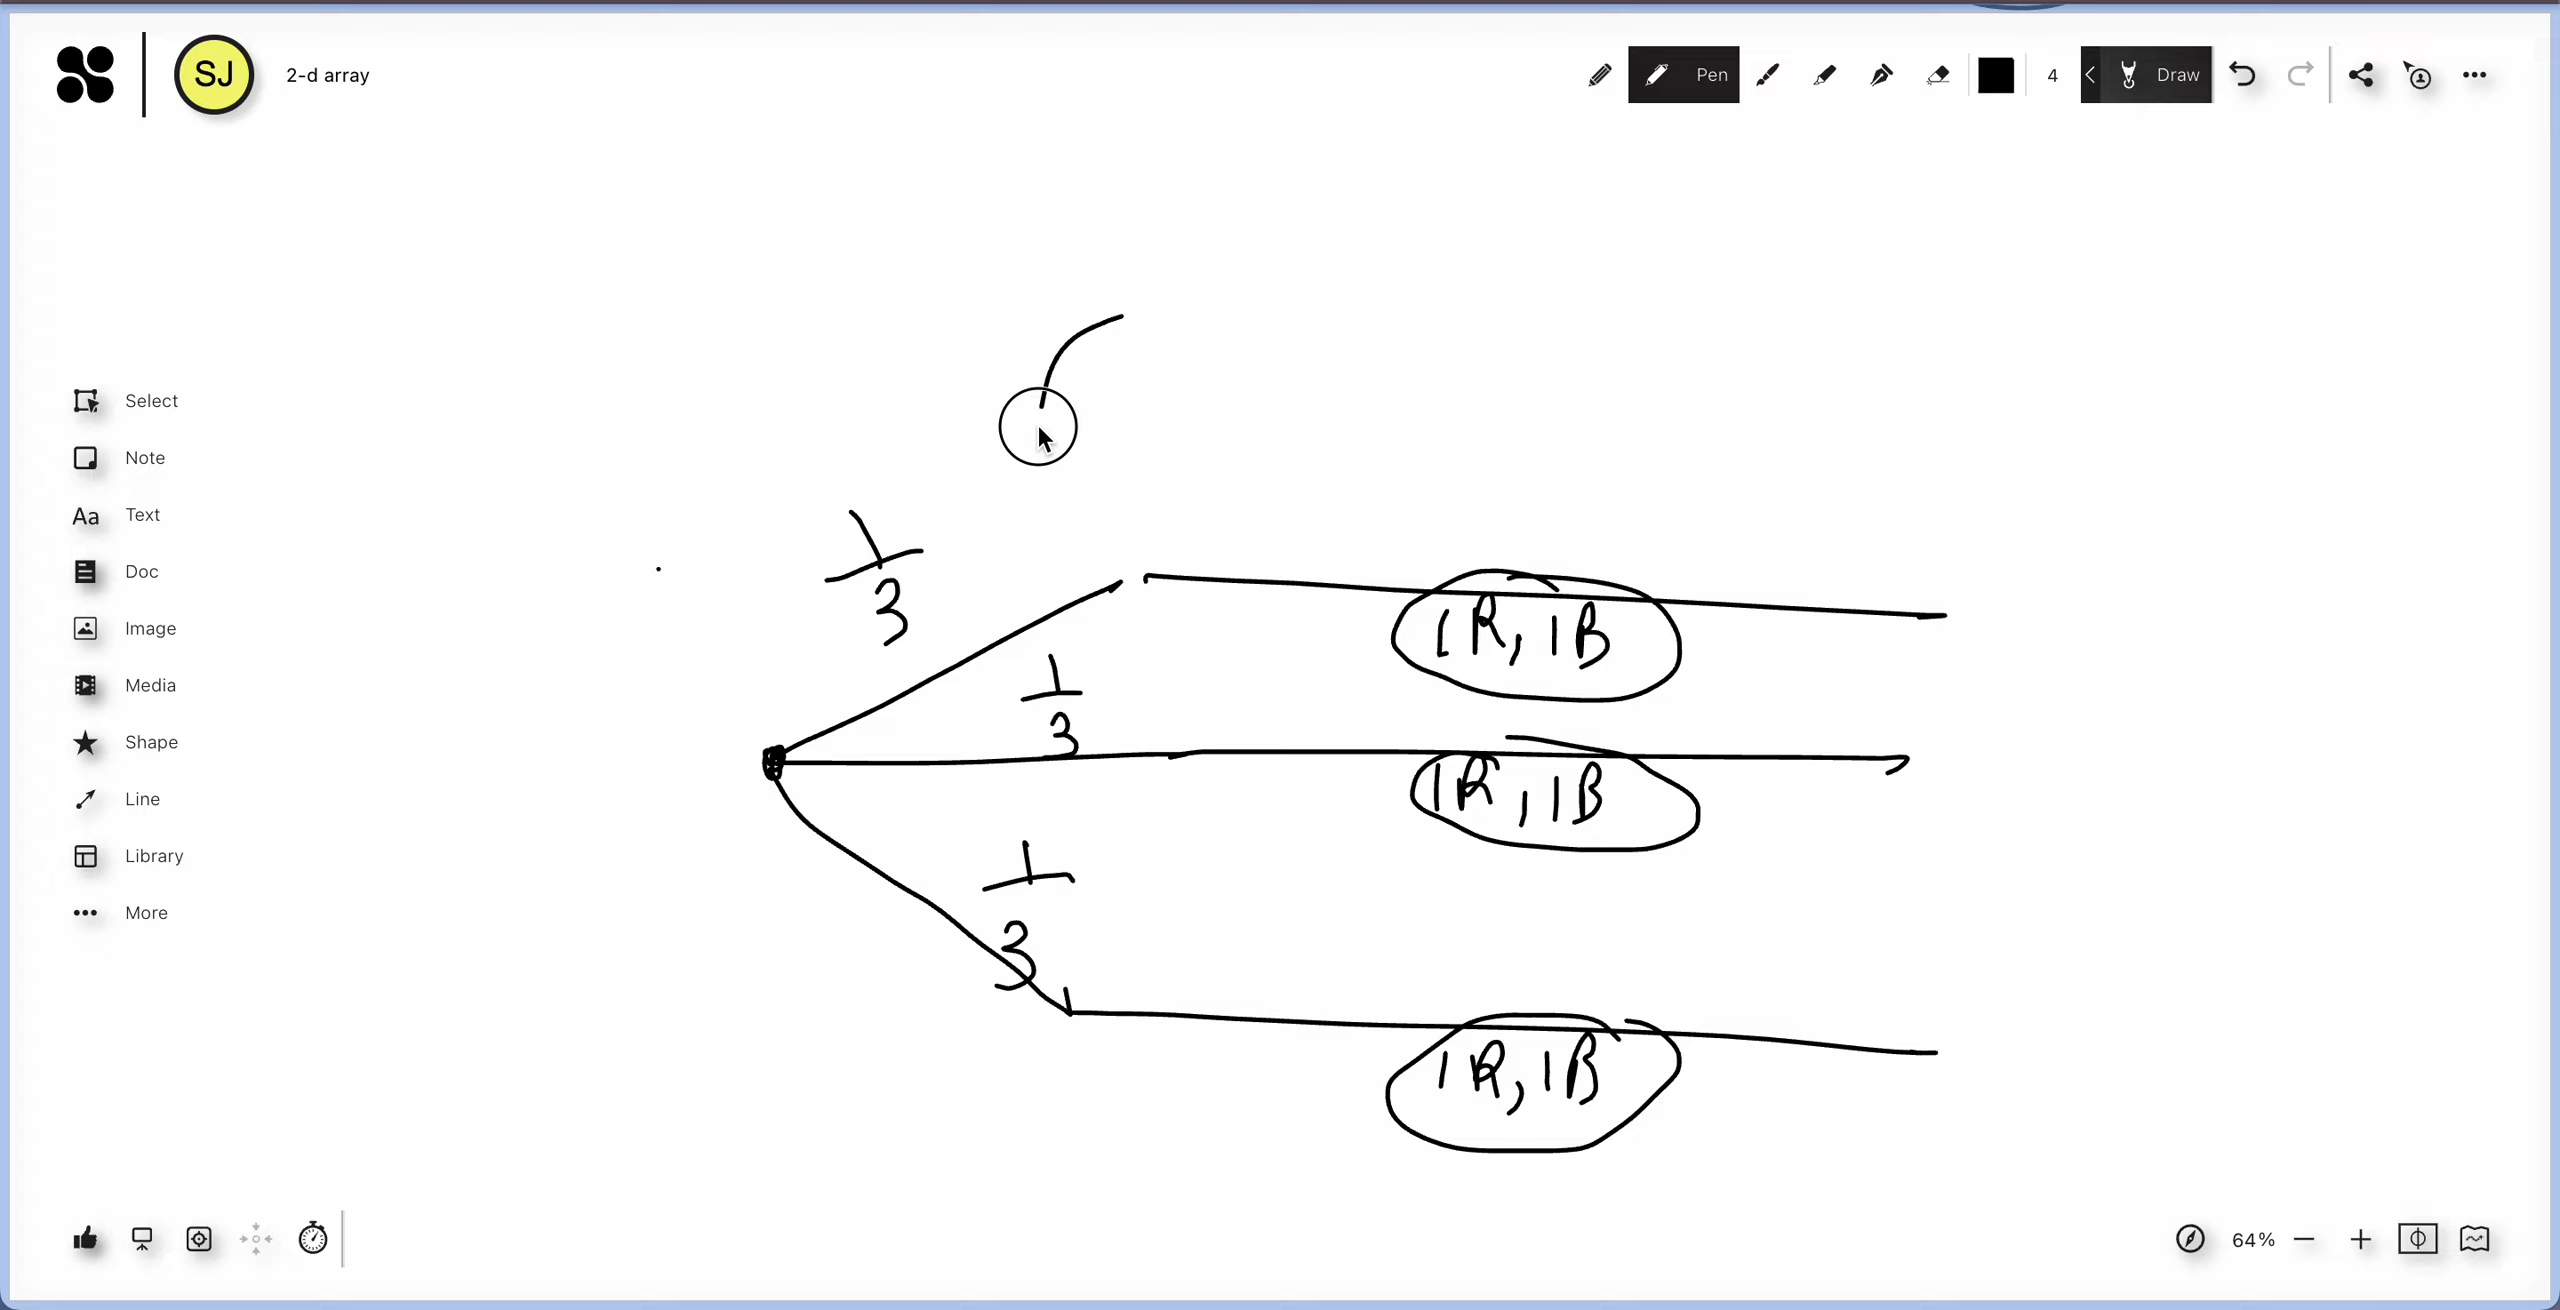 SJ 2-d array Pen 4 Draw
Select
Note
Aa Text
Doc
Image
Media
Shape
Line
Library
More
1
3
1R, 1B
1
3
1R, 1B
1
3
1R, 1B
64%